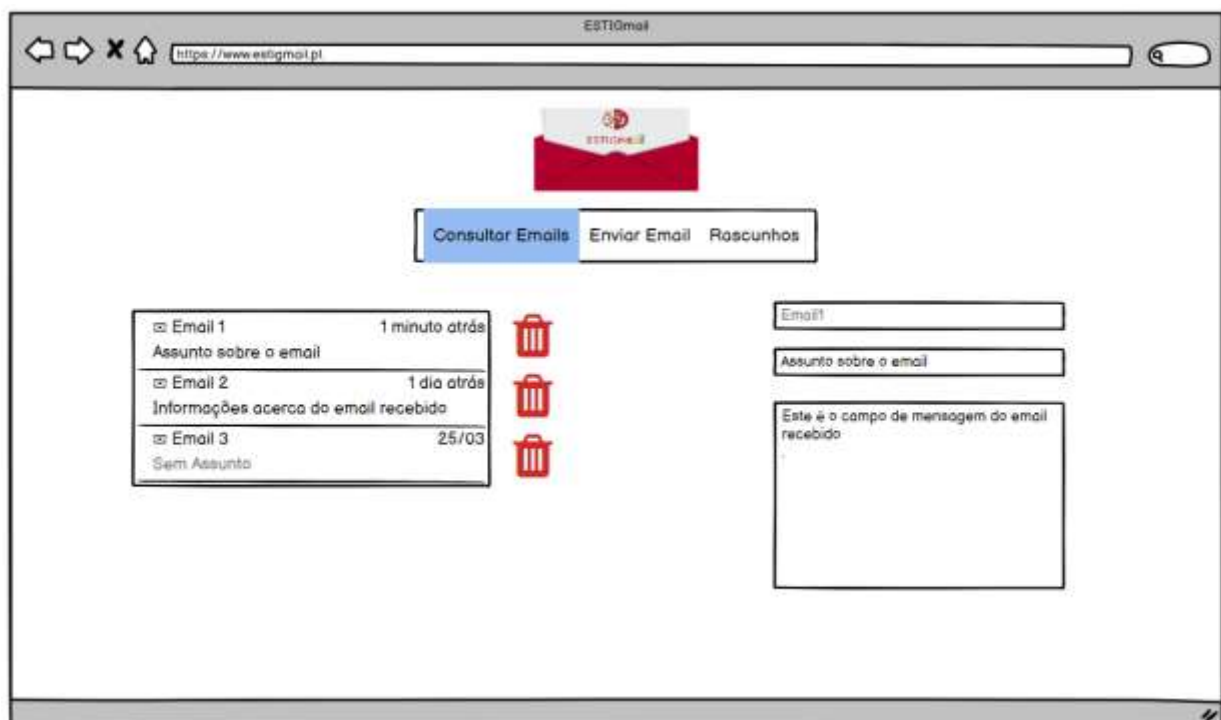 ESTIGmail
https://www.estigmail.pt
ESTIGMail
Consultar Emails Enviar Email Rascunhos
Email 1 1 minuto atrás
Assunto sobre o email
Email 2 1 dia atrás
Informações acerca do email recebido
Email 3 25/03
Sem Assunto
Email1
Assunto sobre o email
Este é o campo de mensagem do email
recebido
.